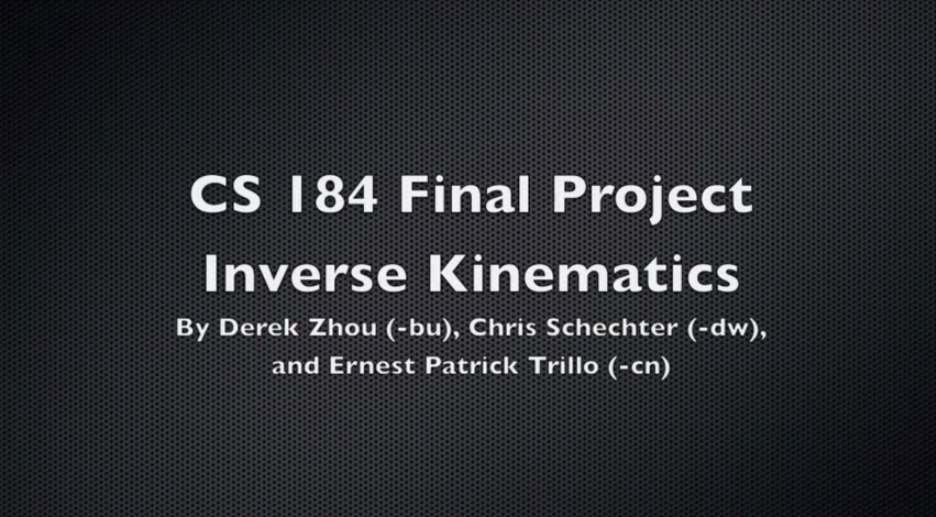 CS 184 Final Project
Inverse Kinematics
By Derek Zhou (-bu), Chris Schechter (-dw),
and Ernest Patrick Trillo (-cn)